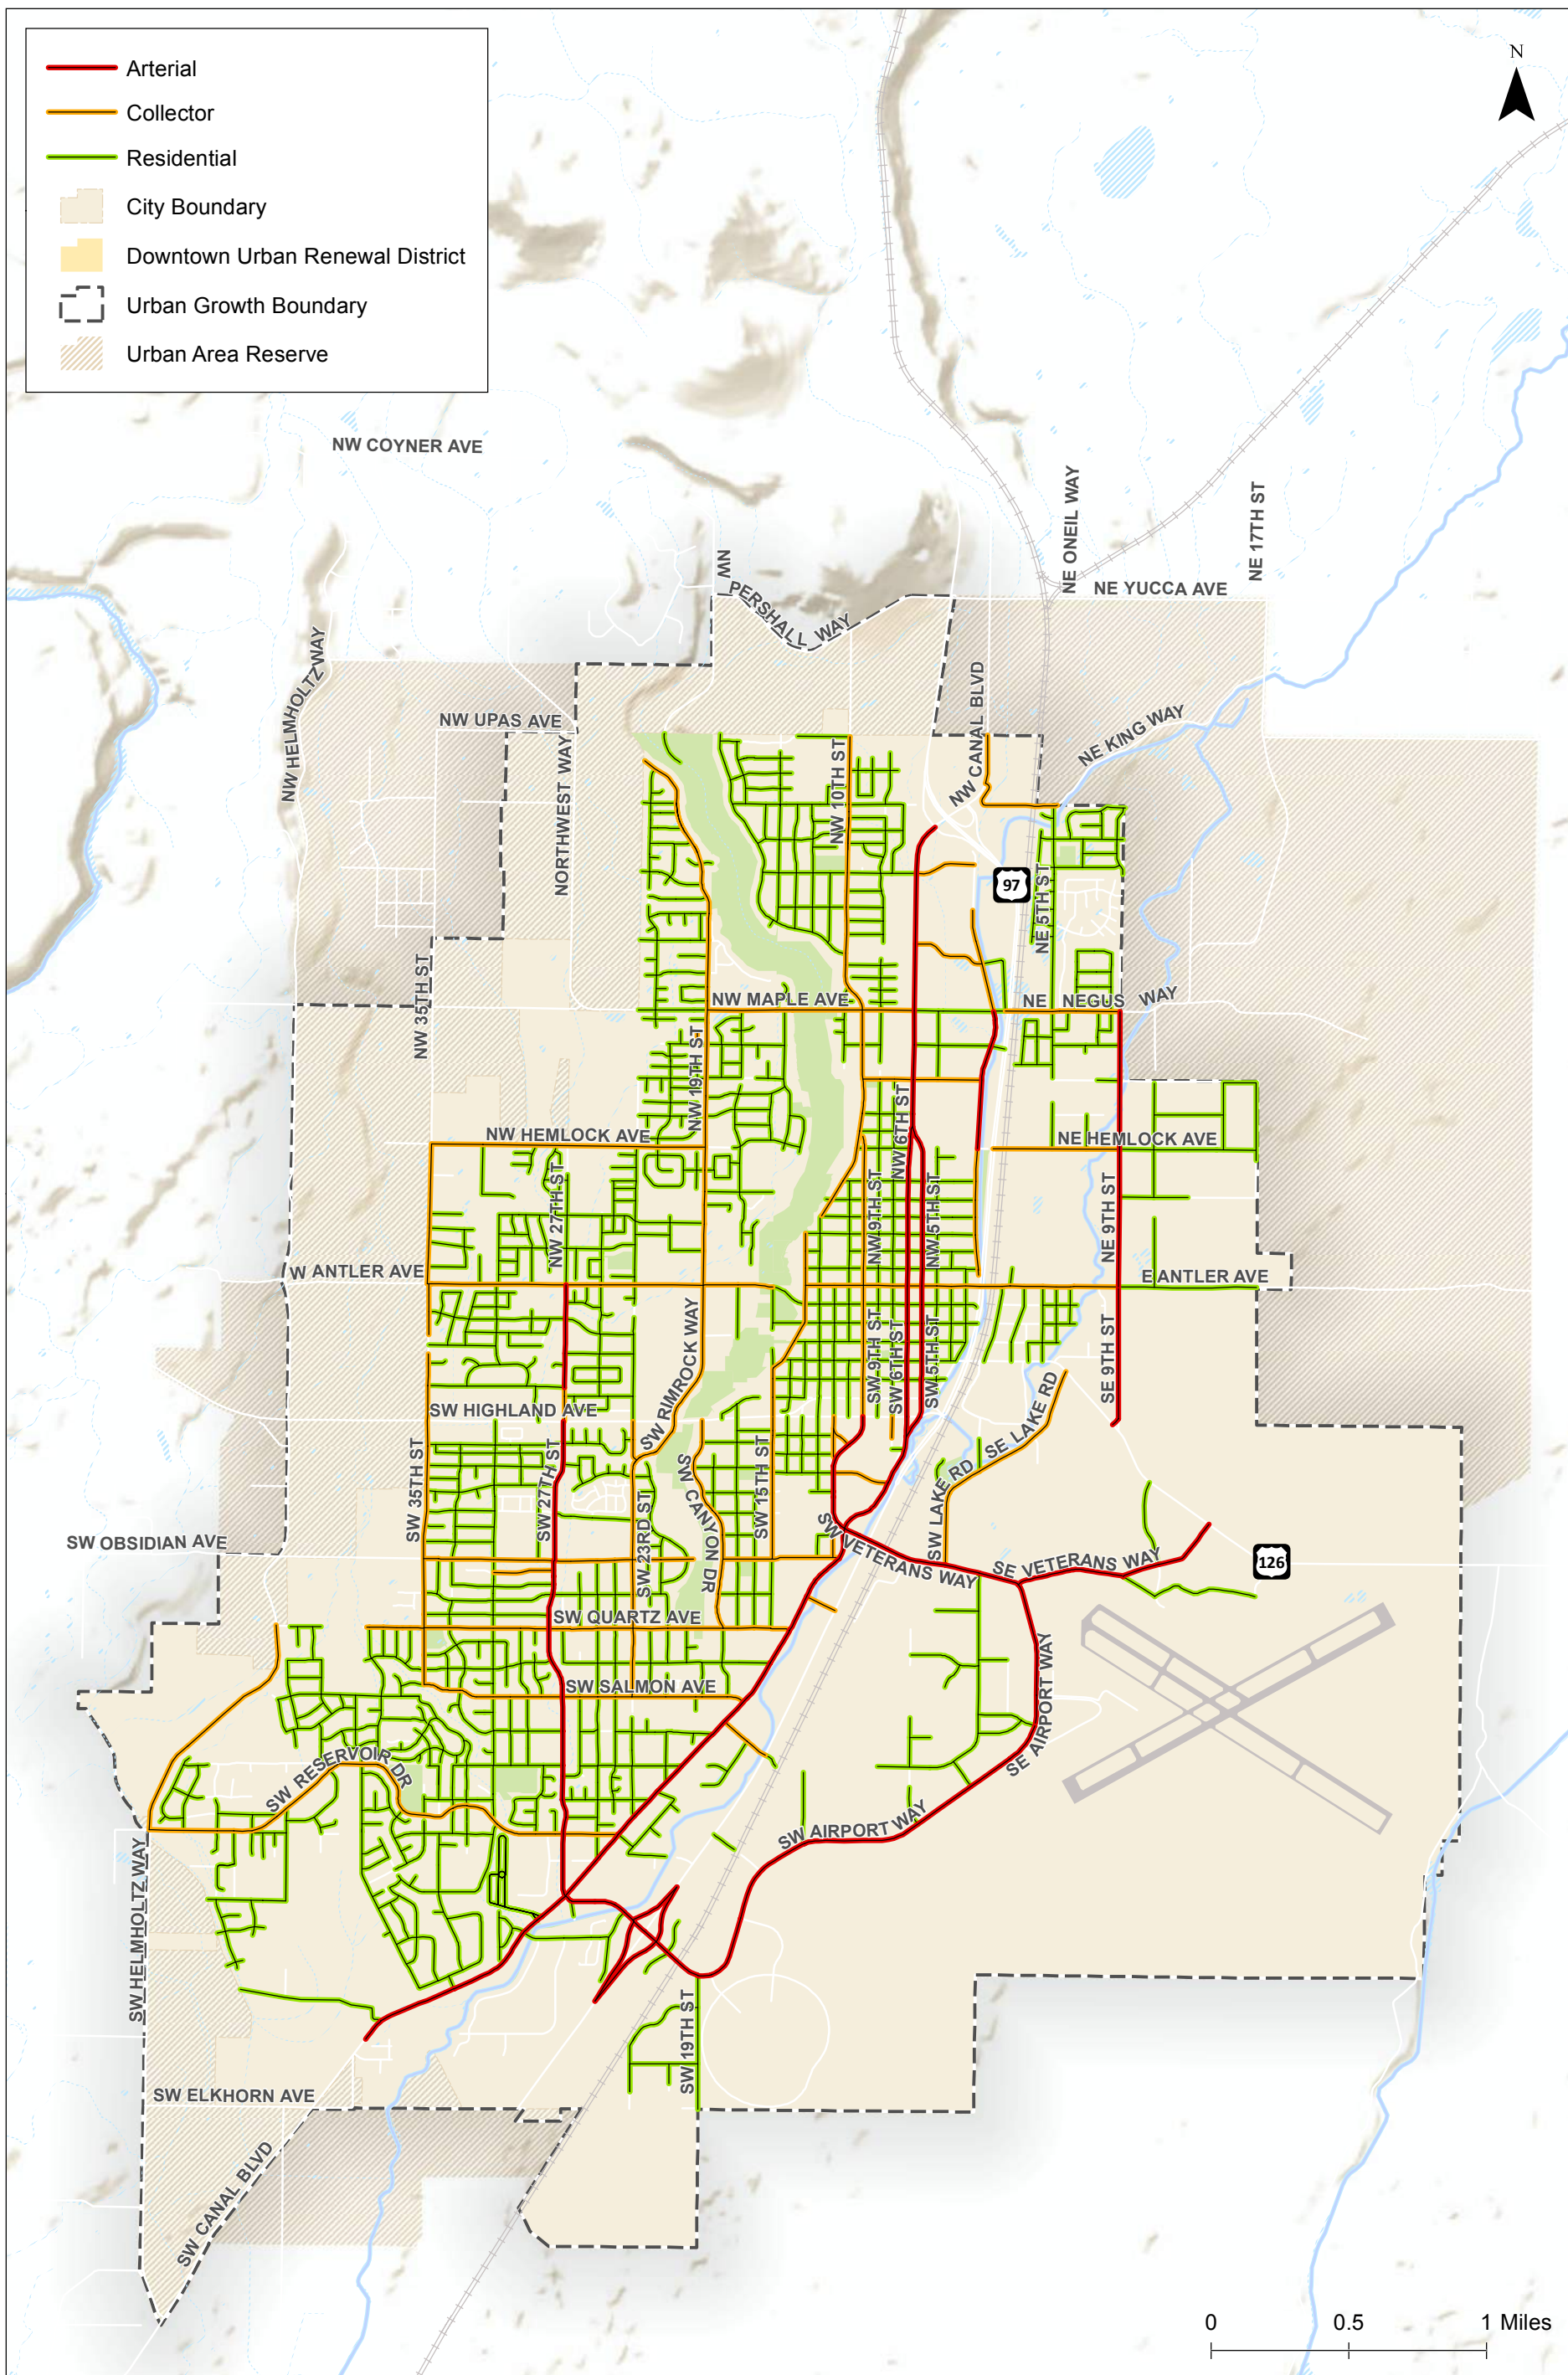 Arterial
Collector
Residential
City Boundary
Downtown Urban Renewal District
Urban Growth Boundary
Urban Area Reserve
N
NW COYNER AVE
NE ONEIL WAY
NE 17TH ST
NE YUCCA AVE
NW PERSHALL WAY
NW HELMHOLTZ WAY
NW UPAS AVE
NORTHWEST WAY
NW 10TH ST
NW CANAL BLVD
NE KING WAY
97
NE 5TH ST
NW 35TH ST
NW MAPLE AVE
NE NEGUS WAY
NW 19TH ST
NW HEMLOCK AVE
NW 27TH ST
NW 6TH ST
NW 9TH ST
NW 5TH ST
NE HEMLOCK AVE
NE 9TH ST
W ANTLER AVE
E ANTLER AVE
SW RIMROCK WAY
SW 9TH ST
SW 6TH ST
SW 5TH ST
SE 9TH ST
SW HIGHLAND AVE
SW 35TH ST
SW 27TH ST
SW 23RD ST
SW CANYON DR
SW 15TH ST
SW LAKE RD
SE LAKE RD
SW OBSIDIAN AVE
SW VETERANS WAY
SE VETERANS WAY
126
SW QUARTZ AVE
SW SALMON AVE
SE AIRPORT WAY
SW RESERVOIR DR
SW AIRPORT WAY
SW HELMHOLTZ WAY
SW 19TH ST
SW ELKHORN AVE
SW CANAL BLVD
0 0.5 1 Miles